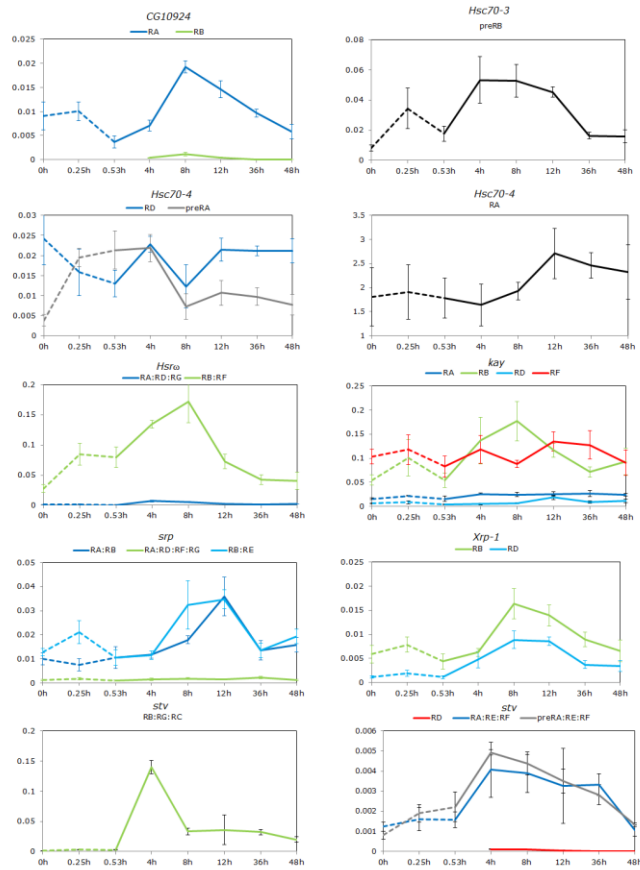 CG10924
RA RB
0.025
0.02
0.015
0.01
0.005
0
0h 0.25h 0.53h 4h 8h 12h 36h 48h
Hsc70-3
preRB
0.08
0.06
0.04
0.02
0
0h 0.25h 0.53h 4h 8h 12h 36h 48h
Hsc70-4
RD preRA
0.03
0.025
0.02
0.015
0.01
0.005
0
0h 0.25h 0.53h 4h 8h 12h 36h 48h
Hsc70-4
RA
3.5
3
2.5
2
1.5
1
0h 0.25h 0.53h 4h 8h 12h 36h 48h
Hsrω
RA:RD:RG RB:RF
0.2
0.15
0.1
0.05
0
0h 0.25h 0.53h 4h 8h 12h 36h 48h
kay
RA RB RD RF
0.25
0.2
0.15
0.1
0.05
0
0h 0.25h 0.53h 4h 8h 12h 36h 48h
srp
RA:RB RA:RD:RF:RG RB:RE
0.05
0.04
0.03
0.02
0.01
0
0h 0.25h 0.53h 4h 8h 12h 36h 48h
Xrp-1
RB RD
0.025
0.02
0.015
0.01
0.005
0
0h 0.25h 0.53h 4h 8h 12h 36h 48h
stv
RB:RG:RC
0.2
0.15
0.1
0.05
0
0h 0.25h 0.53h 4h 8h 12h 36h 48h
stv
RD RA:RE:RF preRA:RE:RF
0.006
0.005
0.004
0.003
0.002
0.001
0
0h 0.25h 0.53h 4h 8h 12h 36h 48h